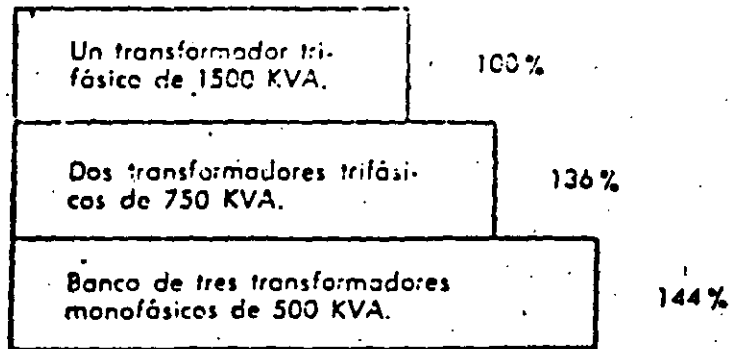 Un transformador tri-
fásico de 1500 KVA.
100%
Dos transformadores trifási-
cos de 750 KVA.
136%
Banco de tres transformadores
monofásicos de 500 KVA.
144%